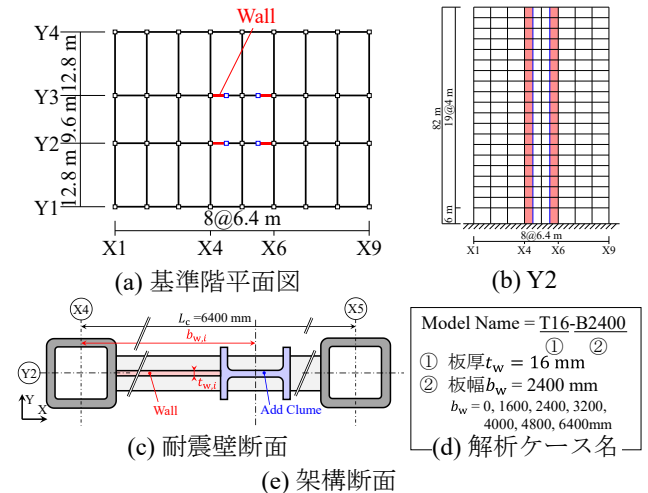 Wall
Y4
12.8 m
Y3
9.6 m
Y2
12.8 m
Y1
8@6.4 m
X1 X4 X6 X9
(a) 基準階平面図
82 m
19@4 m
6 m
8@6.4 m
X1 X4 X6 X9
(b) Y2
X4 X5
Lc =6400 mm
bw,i
Y2
tw,i
Y
X
Wall
Add Clume
(c) 耐震壁断面
Model Name = T16-B2400
① ②
① 板厚tw = 16 mm
② 板幅bw = 2400 mm
bw = 0, 1600, 2400, 3200,
4000, 4800, 6400mm
(d) 解析ケース名
(e) 架構断面